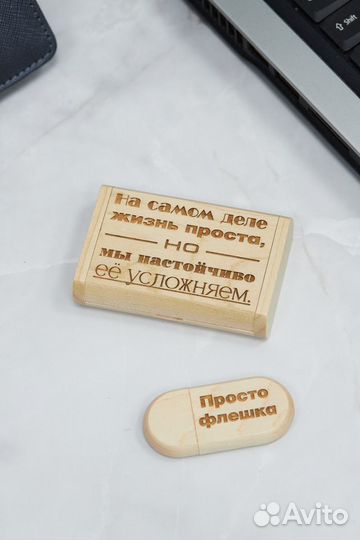 На самом деле
жизнь проста,
но
мы настойчиво
её усложняем.
Просто
флешка
Avito